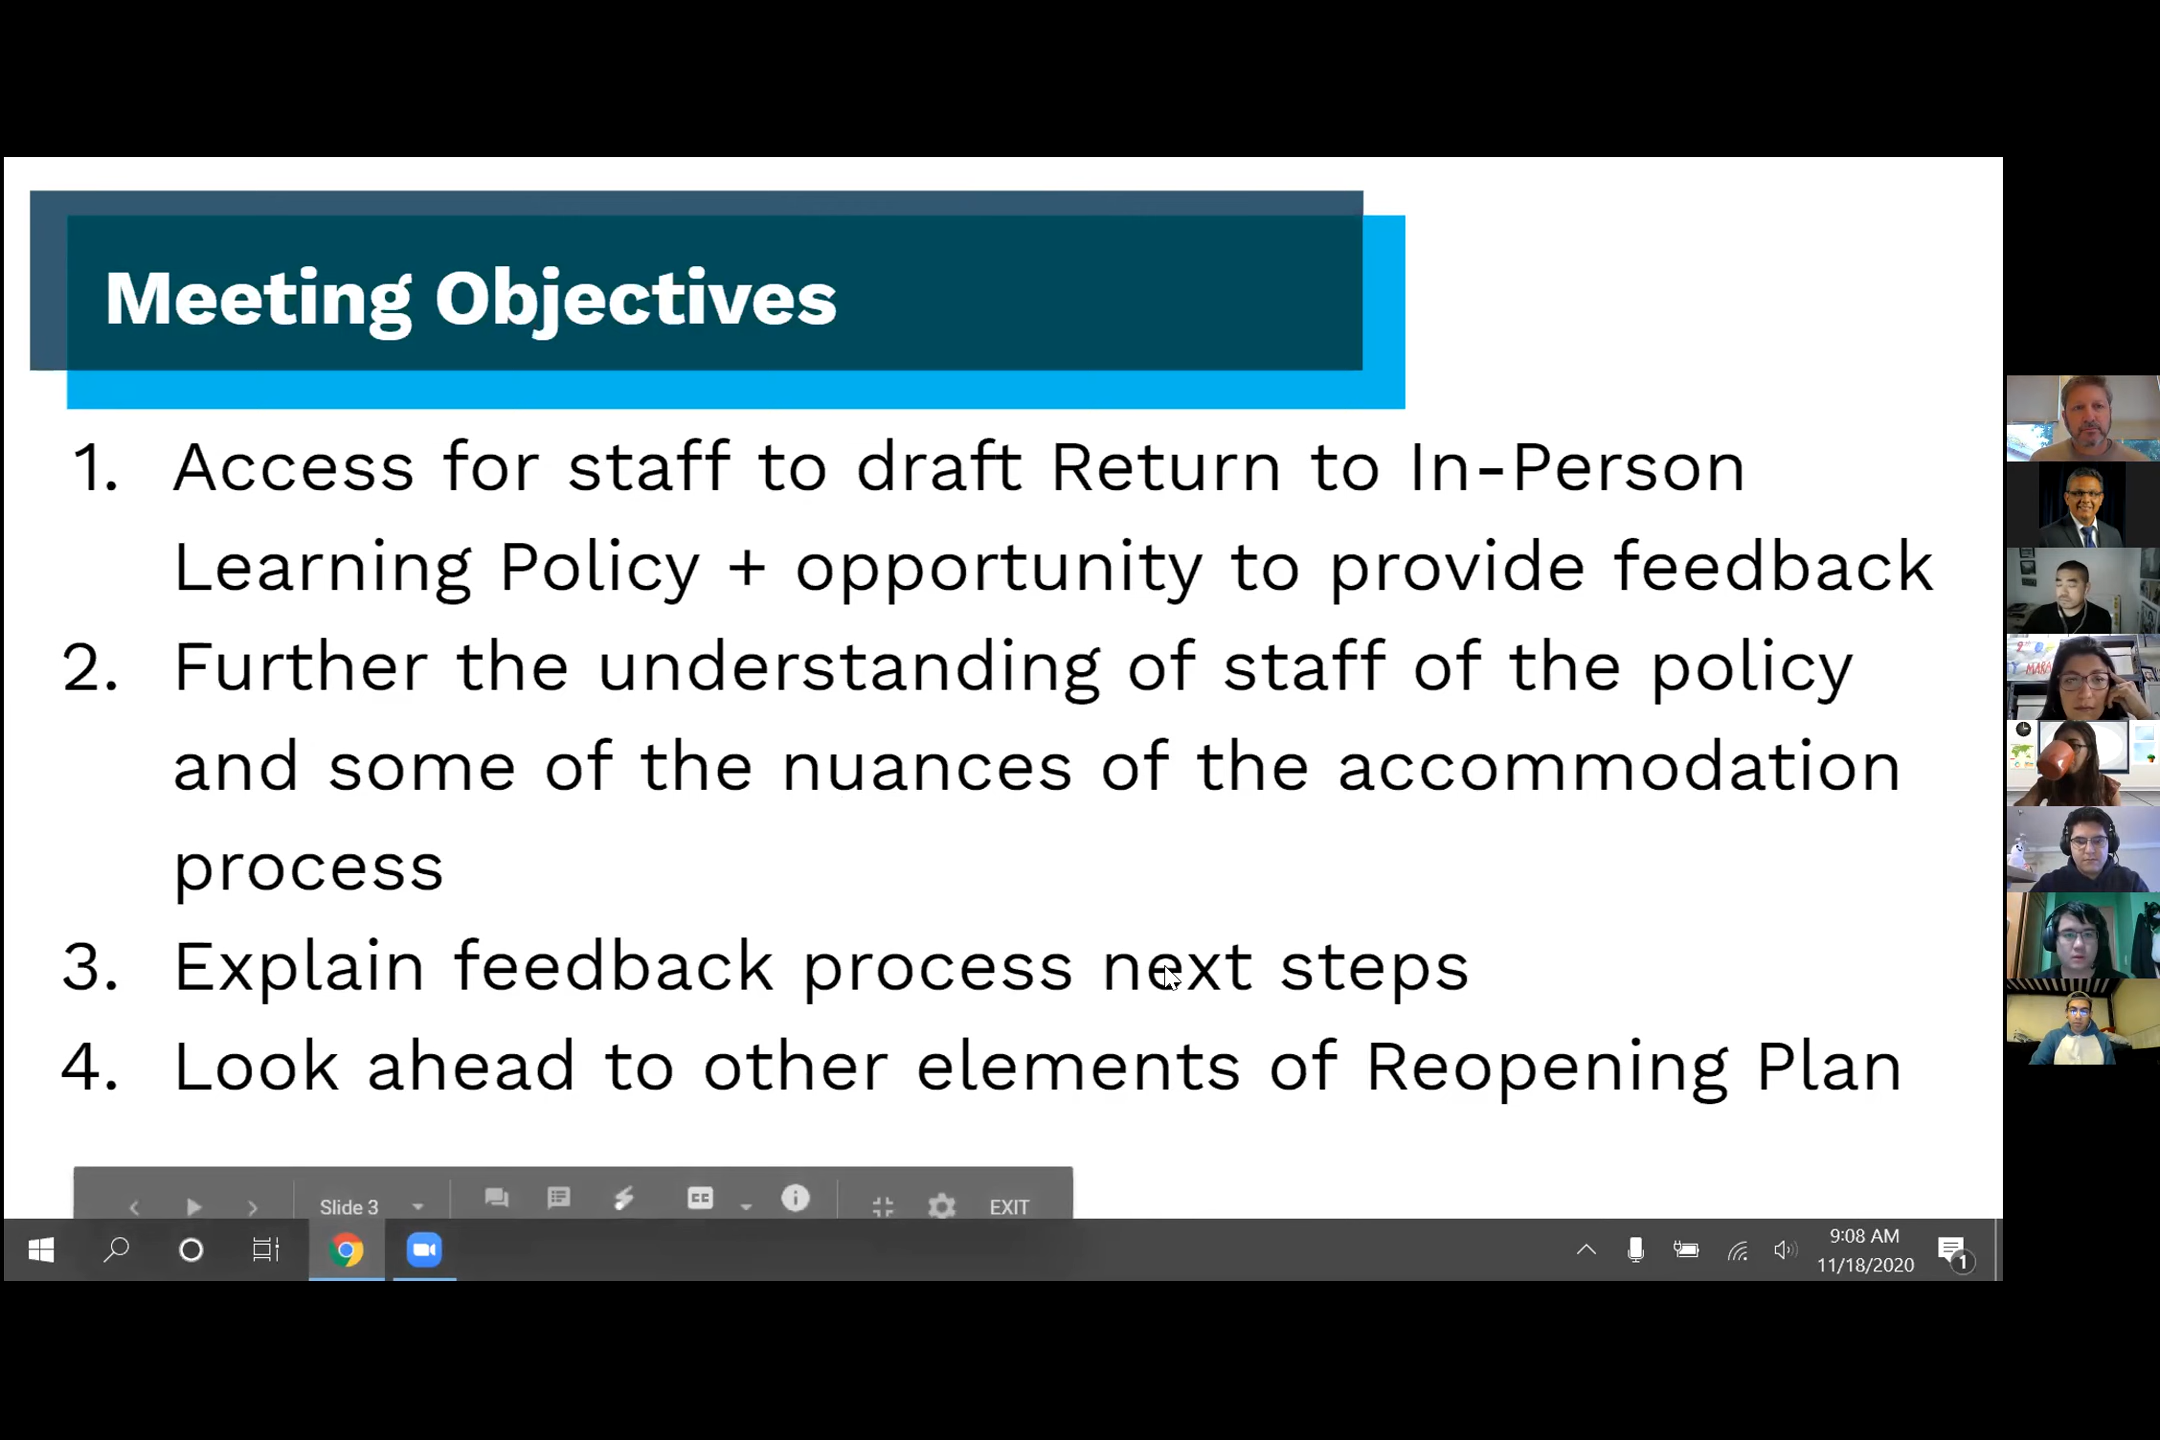 Meeting Objectives
1. Access for staff to draft Return to In-Person
Learning Policy + opportunity to provide feedback
2. Further the understanding of staff of the policy
and some of the nuances of the accommodation
process
3. Explain feedback process next steps
4. Look ahead to other elements of Reopening Plan
Slide 3
CC
EXIT
9:08 AM
11/18/2020
1